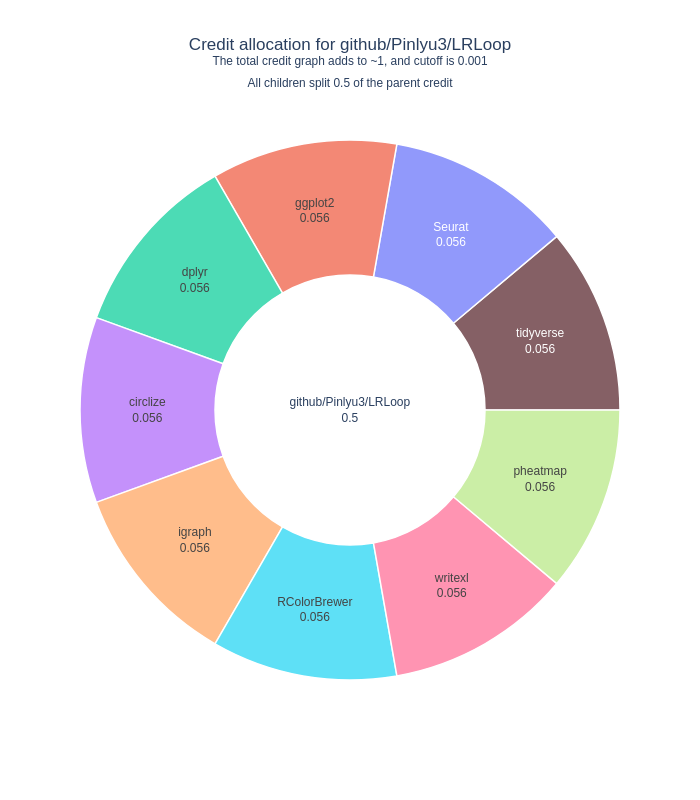 Credit allocation for github/Pinlyu3/LRLoop
The total credit graph adds to ~1, and cutoff is 0.001
All children split 0.5 of the parent credit
ggplot2
0.056
Seurat
0.056
dplyr
0.056
tidyverse
0.056
circlize
0.056
github/Pinlyu3/LRLoop
0.5
pheatmap
0.056
igraph
0.056
writexl
0.056
RColorBrewer
0.056